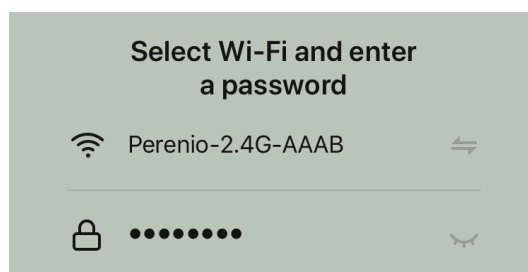 Select Wi-Fi and enter
a password
Perenio-2.4G-AAAB
••••••••